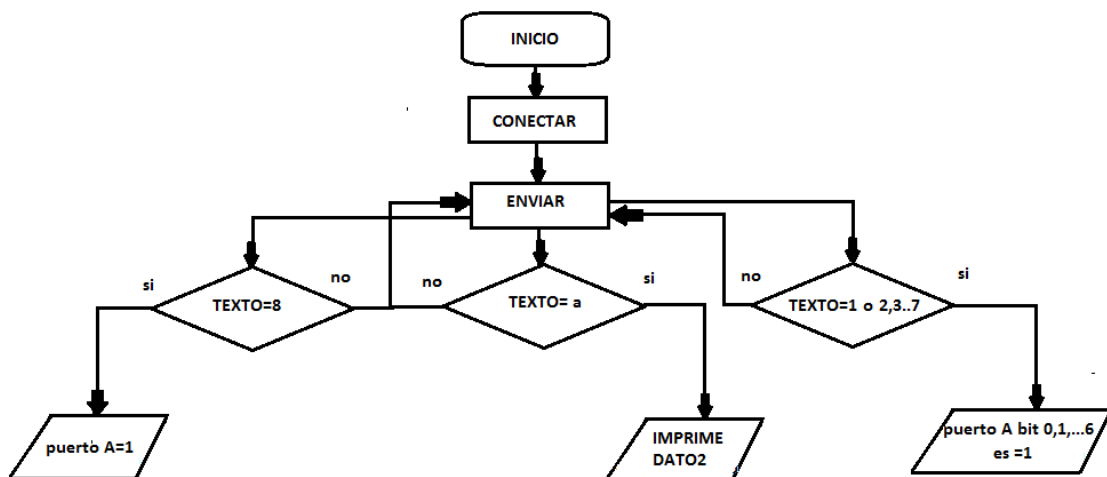 INICIO
CONECTAR
ENVIAR
si
no
no
si
no
si
TEXTO=8
TEXTO= a
TEXTO=1 o 2,3..7
puerto A=1
IMPRIME
DATO2
puerto A bit 0,1,...6
es =1